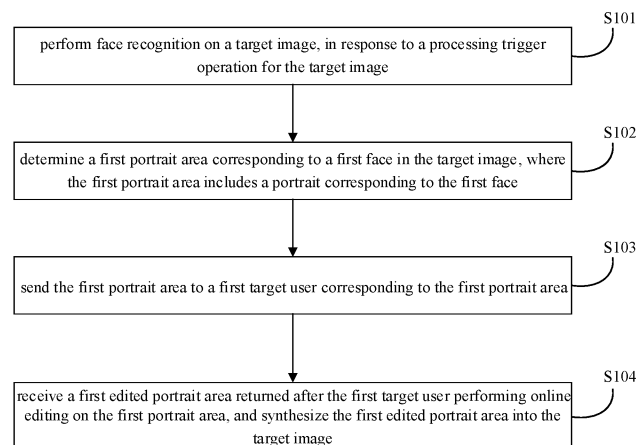 S101
perform face recognition on a target image, in response to a processing trigger
operation for the target image
S102
determine a first portrait area corresponding to a first face in the target image, where
the first portrait area includes a portrait corresponding to the first face
S103
send the first portrait area to a first target user corresponding to the first portrait area
S104
receive a first edited portrait area returned after the first target user performing online
editing on the first portrait area, and synthesize the first edited portrait area into the
target image